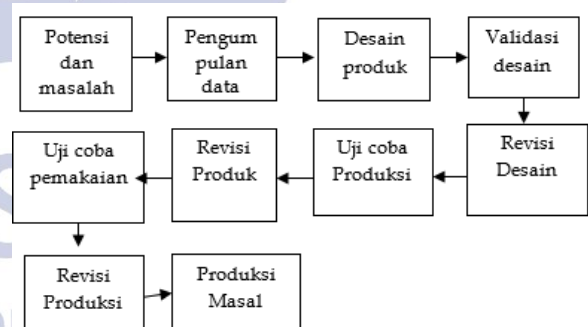 Potensi
dan
masalah
Pengum
pulan
data
Desain
produk
Validasi
desain
Revisi
Desain
Uji coba
Produksi
Revisi
Produk
Uji coba
pemakaian
Revisi
Produksi
Produksi
Masal